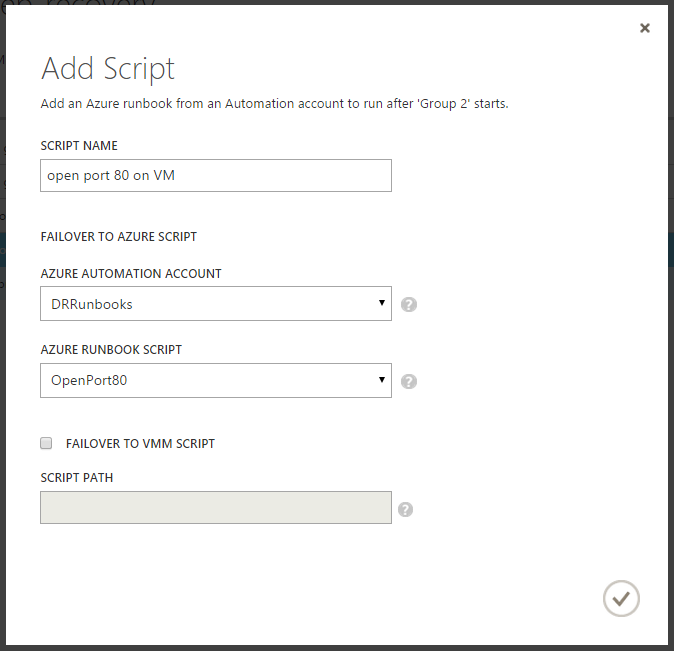 Add Script
Add an Azure runbook from an Automation account to run after 'Group 2' starts.
SCRIPT NAME
open port 80 on VM
FAILOVER TO AZURE SCRIPT
AZURE AUTOMATION ACCOUNT
DRRunbooks
?
AZURE RUNBOOK SCRIPT
OpenPort80
?
FAILOVER TO VMM SCRIPT
SCRIPT PATH
?